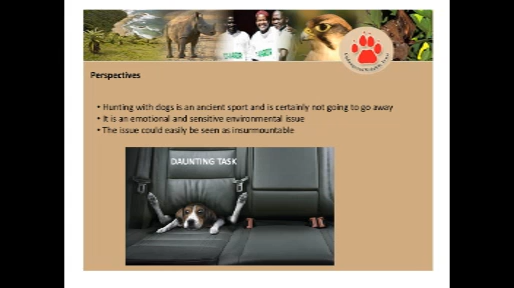 Perspectives
• Hunting with dogs is an ancient sport and is certainly not going to go away
• It is an emotional and sensitive environmental issue
• The issue could easily be seen as insurmountable
DAUNTING TASK